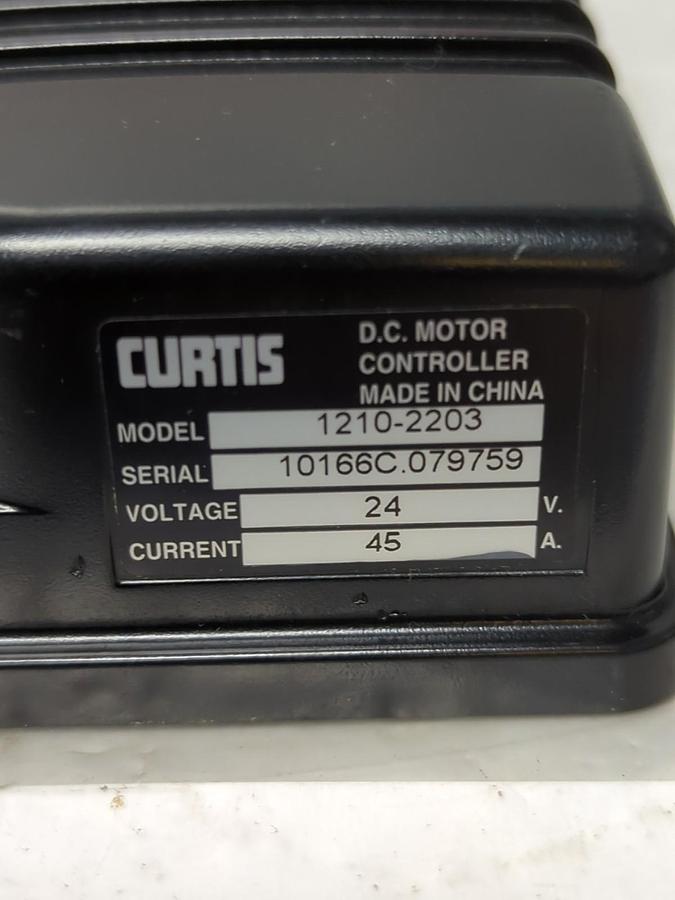 CURTIS
D.C. MOTOR
CONTROLLER
MADE IN CHINA
MODEL 1210-2203
SERIAL 10166C.079759
VOLTAGE 24 V.
CURRENT 45 A.